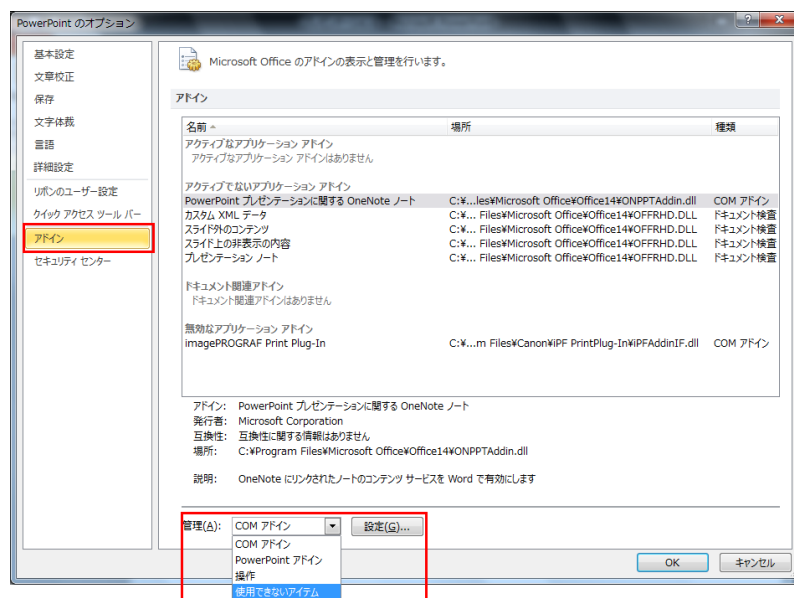 PowerPoint のオプション
基本設定
文章校正
保存
文字体裁
言語
詳細設定
リボンのユーザー設定
クイック アクセス ツール バー
アドイン
セキュリティ センター
Microsoft Office のアドインの表示と管理を行います。
アドイン
名前 場所 種類
アクティブなアプリケーション アドイン
アクティブなアプリケーション アドインはありません
アクティブでないアプリケーション アドイン
PowerPoint プレゼンテーションに関する OneNote ノート C:¥...les¥Microsoft Office¥Office14¥ONPPTAddin.dll COM アドイン
カスタム XML データ C:¥... Files¥Microsoft Office¥Office14¥OFFRHD.DLL ドキュメント検査
スライド外のコンテンツ C:¥... Files¥Microsoft Office¥Office14¥OFFRHD.DLL ドキュメント検査
スライド上の非表示の内容 C:¥... Files¥Microsoft Office¥Office14¥OFFRHD.DLL ドキュメント検査
プレゼンテーション ノート C:¥... Files¥Microsoft Office¥Office14¥OFFRHD.DLL ドキュメント検査
ドキュメント関連アドイン
ドキュメント関連アドインはありません
無効なアプリケーション アドイン
imagePROGRAF Print Plug-In C:¥...m Files¥Canon¥iPF PrintPlug-In¥iPFAddinIF.dll COM アドイン
アドイン: PowerPoint プレゼンテーションに関する OneNote ノート
発行者: Microsoft Corporation
互換性: 互換性に関する情報はありません
場所: C:¥Program Files¥Microsoft Office¥Office14¥ONPPTAddin.dll
説明: OneNote にリンクされたノートのコンテンツ サービスを Word で有効にします
管理(A): COM アドイン 設定(G)...
COM アドイン
PowerPoint アドイン
操作
使用できないアイテム
OK キャンセル